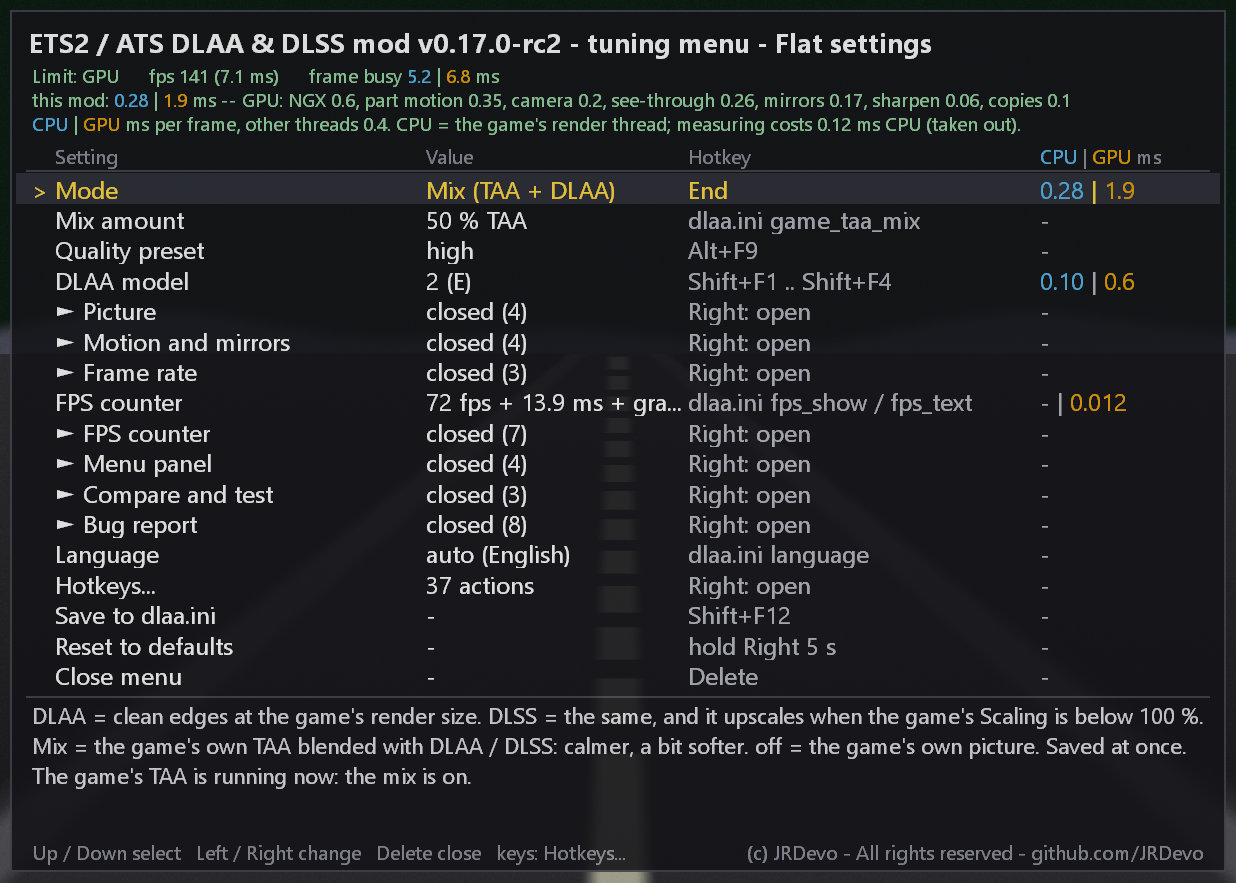 ETS2 / ATS DLAA & DLSS mod v0.17.0-rc2 - tuning menu - Flat settings
Limit: GPU fps 141 (7.1 ms) frame busy 5.2 | 6.8 ms
this mod: 0.28 | 1.9 ms -- GPU: NGX 0.6, part motion 0.35, camera 0.2, see-through 0.26, mirrors 0.17, sharpen 0.06, copies 0.1
CPU | GPU ms per frame, other threads 0.4. CPU = the game's render thread; measuring costs 0.12 ms CPU (taken out).
Setting Value Hotkey CPU | GPU ms
> Mode Mix (TAA + DLAA) End 0.28 | 1.9
Mix amount 50 % TAA dlaa.ini game_taa_mix -
Quality preset high Alt+F9 -
DLAA model 2 (E) Shift+F1 .. Shift+F4 0.10 | 0.6
► Picture closed (4) Right: open -
► Motion and mirrors closed (4) Right: open -
► Frame rate closed (3) Right: open -
FPS counter 72 fps + 13.9 ms + gra... dlaa.ini fps_show / fps_text - | 0.012
► FPS counter closed (7) Right: open -
► Menu panel closed (4) Right: open -
► Compare and test closed (3) Right: open -
► Bug report closed (8) Right: open -
Language auto (English) dlaa.ini language -
Hotkeys... 37 actions Right: open -
Save to dlaa.ini - Shift+F12 -
Reset to defaults - hold Right 5 s -
Close menu - Delete -
DLAA = clean edges at the game's render size. DLSS = the same, and it upscales when the game's Scaling is below 100 %.
Mix = the game's own TAA blended with DLAA / DLSS: calmer, a bit softer. off = the game's own picture. Saved at once.
The game's TAA is running now: the mix is on.
Up / Down select Left / Right change Delete close keys: Hotkeys... (c) JRDevo - All rights reserved - github.com/JRDevo